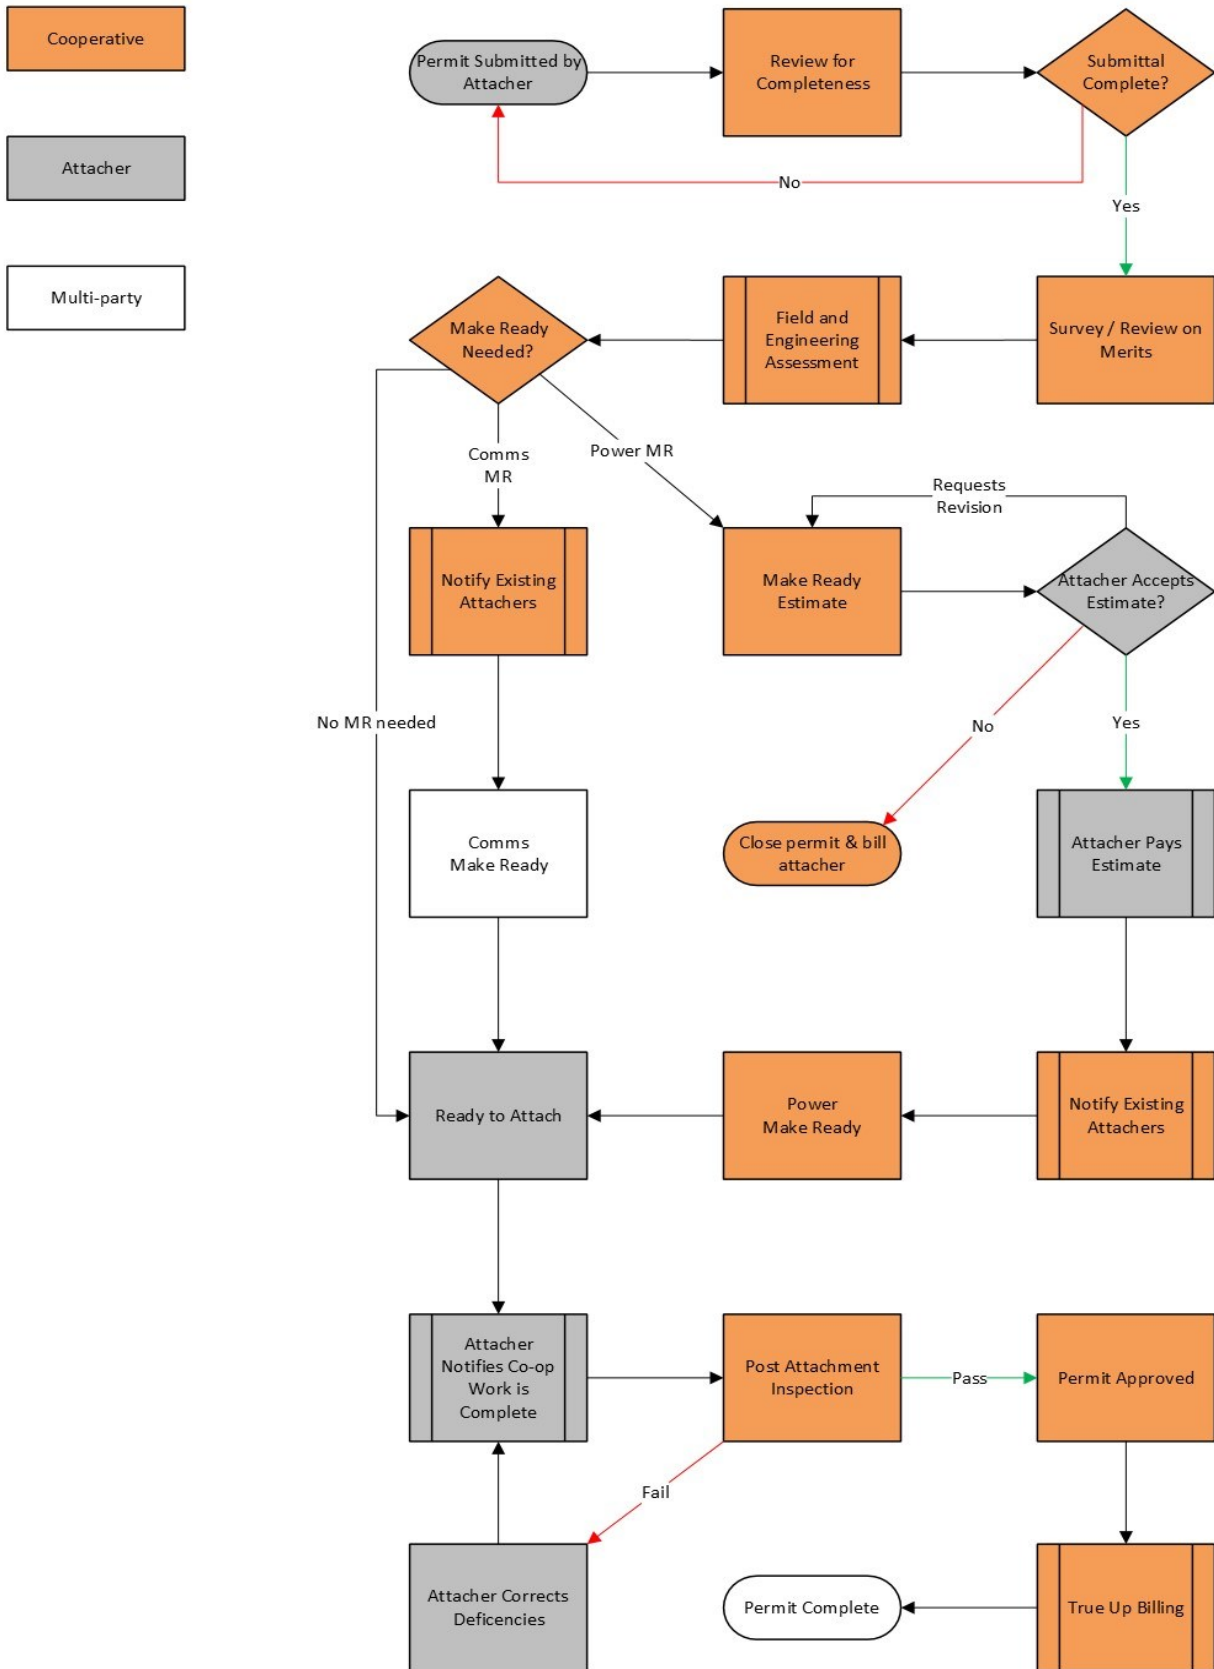 Cooperative
Attacher
Multi-party
Permit Submitted by
Attacher
Review for
Completeness
Submittal
Complete?
No
Yes
Make Ready
Needed?
Field and
Engineering
Assessment
Survey / Review on
Merits
Comms
MR
Power MR
Requests
Revision
Notify Existing
Attachers
Make Ready
Estimate
Attacher Accepts
Estimate?
No MR needed
No
Yes
Comms
Make Ready
Close permit & bill
attacher
Attacher Pays
Estimate
Ready to Attach
Power
Make Ready
Notify Existing
Attachers
Attacher
Notifies Co-op
Work is
Complete
Post Attachment
Inspection
Pass
Permit Approved
Fail
Attacher Corrects
Deficencies
Permit Complete
True Up Billing